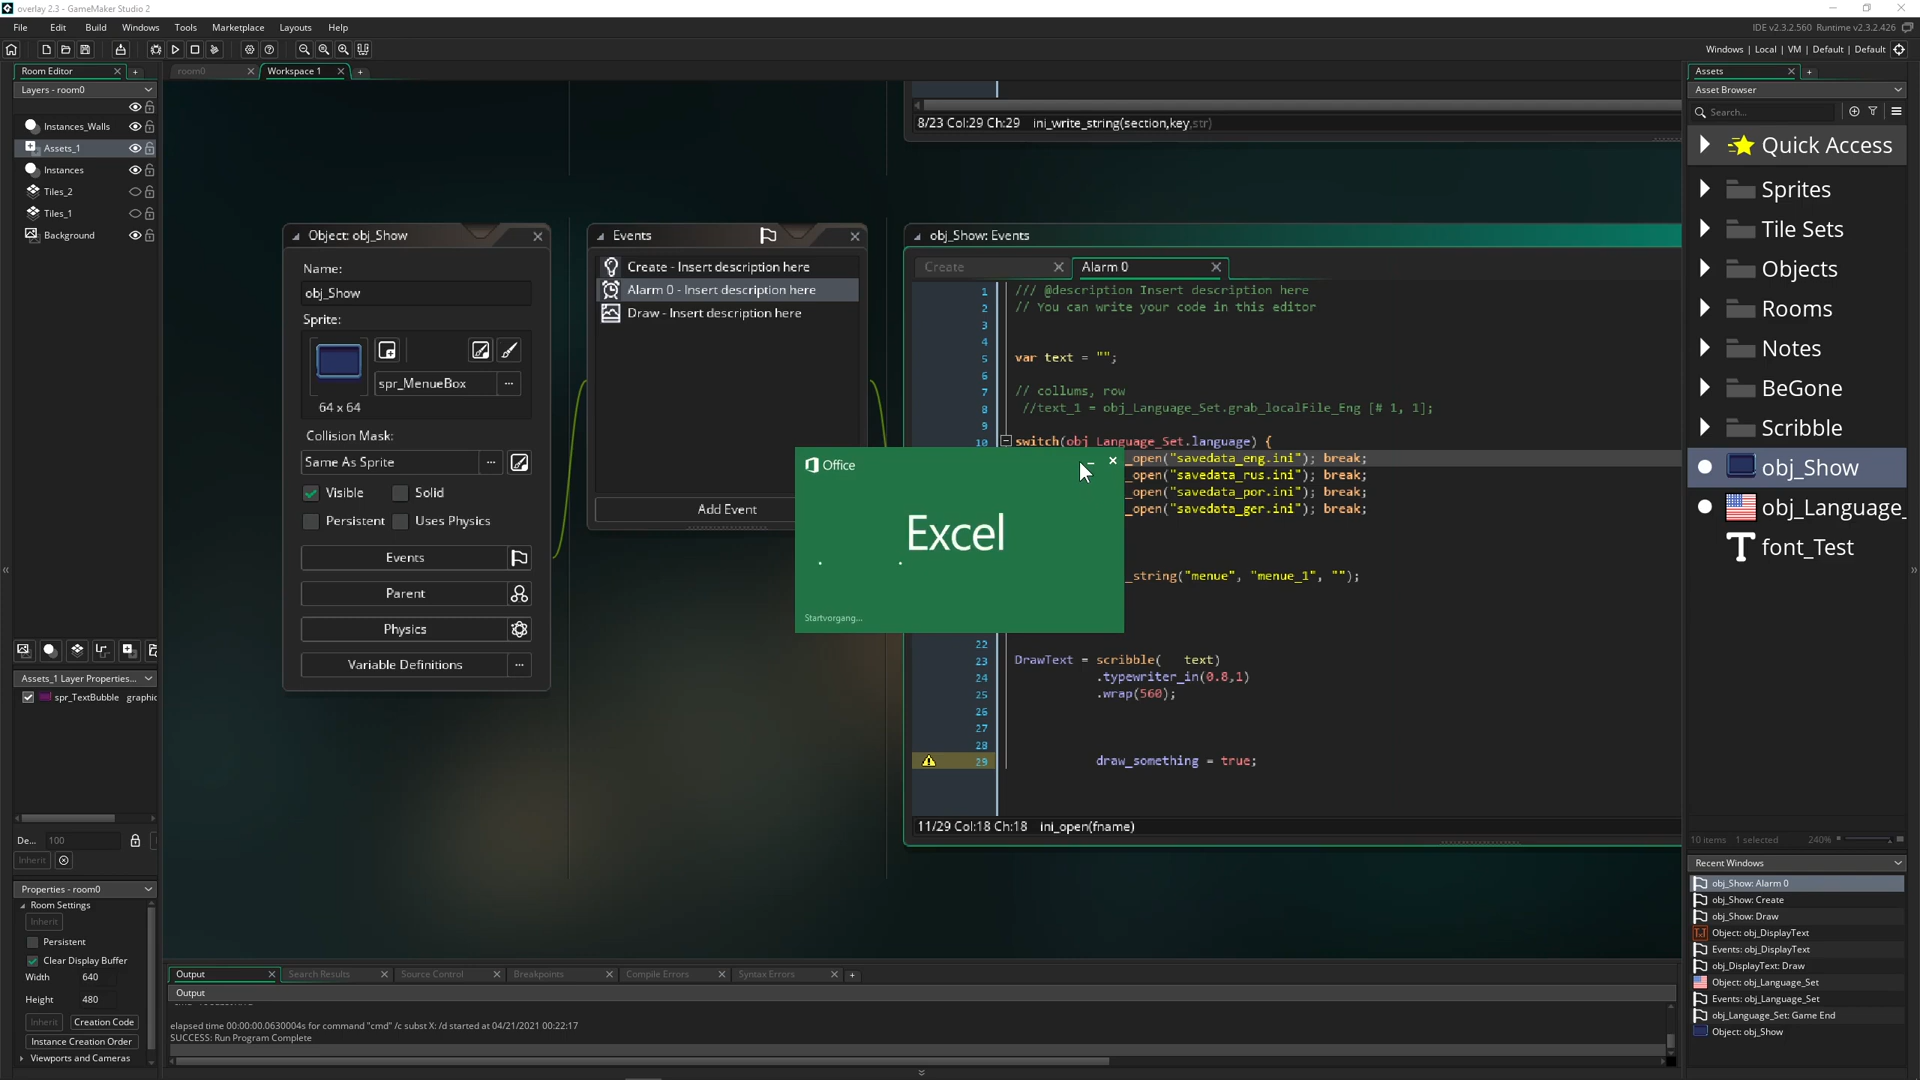 overlay 2.3 - GameMaker Studio 2
File Edit Build Windows Tools Marketplace Layouts Help
IDE v2.3.2.560 Runtime v2.3.2.426
Windows | Local | VM | Default | Default
Room Editor
Layers - room0
Instances_Walls
Assets_1
Instances
Tiles_2
Tiles_1
Background
Assets_1 Layer Properties...
spr_TextBubble graphic
De... 100
Inherit
Properties - room0
Room Settings
Inherit
Persistent
Clear Display Buffer
Width 640
Height 480
Inherit Creation Code
Instance Creation Order
Viewports and Cameras
room0
Workspace 1
8/23 Col:29 Ch:29 ini_write_string(section,key,str)
Object: obj_Show
Name:
obj_Show
Sprite:
spr_MenueBox
64 x 64
Collision Mask:
Same As Sprite
Visible Solid
Persistent Uses Physics
Events
Parent
Physics
Variable Definitions
Events
Create - Insert description here
Alarm 0 - Insert description here
Draw - Insert description here
Add Event
obj_Show: Events
Create
Alarm 0
1 /// @description Insert description here
2 // You can write your code in this editor
3
4
5 var text = "";
6
7 // collums, row
8 //text_1 = obj_Language_Set.grab_localFile_Eng [# 1, 1];
9
10 switch(obj_Language_Set.language) {
_open("savedata_eng.ini"); break;
_open("savedata_rus.ini"); break;
_open("savedata_por.ini"); break;
_open("savedata_ger.ini"); break;
_string("menue", "menue_1", "");
22
23 DrawText = scribble( text)
24 .typewriter_in(0.8,1)
25 .wrap(560);
26
27
28
29 draw_something = true;
11/29 Col:18 Ch:18 ini_open(fname)
Office
Excel
Startvorgang...
Output
Search Results
Source Control
Breakpoints
Compile Errors
Syntax Errors
Output
elapsed time 00:00:00.0630004s for command "cmd" /c subst X: /d started at 04/21/2021 00:22:17
SUCCESS: Run Program Complete
Assets
Asset Browser
Search...
Quick Access
Sprites
Tile Sets
Objects
Rooms
Notes
BeGone
Scribble
obj_Show
obj_Language_
font_Test
10 items 1 selected 240%
Recent Windows
obj_Show: Alarm 0
obj_Show: Create
obj_Show: Draw
Object: obj_DisplayText
Events: obj_DisplayText
obj_DisplayText: Draw
Object: obj_Language_Set
Events: obj_Language_Set
obj_Language_Set: Game End
Object: obj_Show